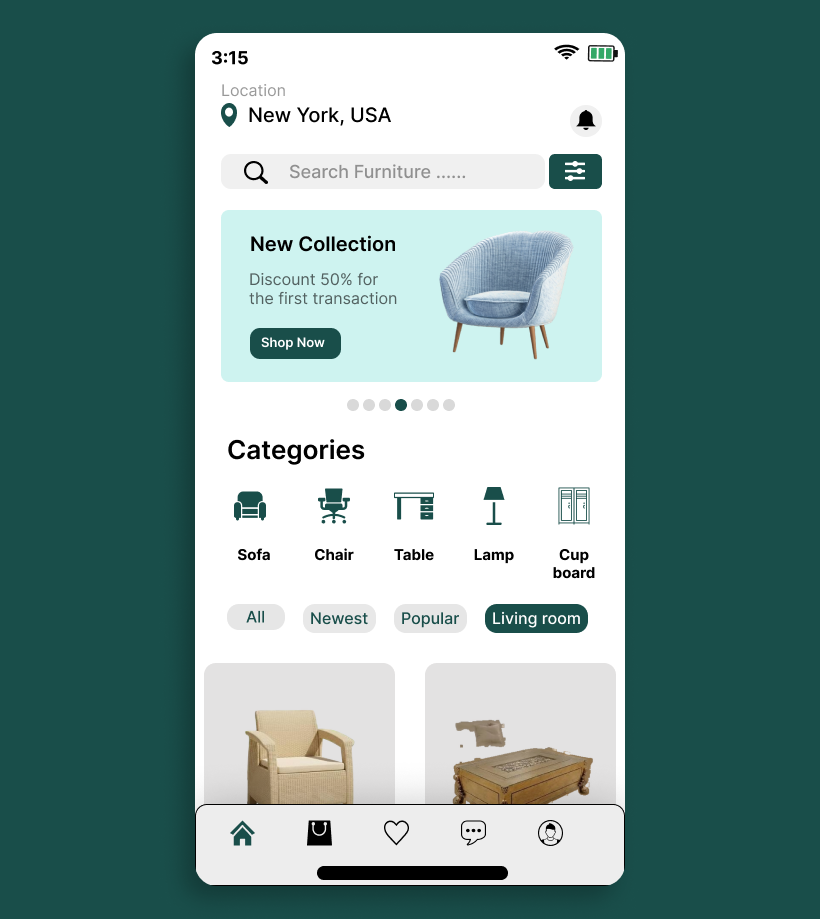 3:15
Location
New York, USA
Search Furniture ......
New Collection
Discount 50% for
the first transaction
Shop Now
Categories
Sofa
Chair
Table
Lamp
Cup
board
All
Newest
Popular
Living room